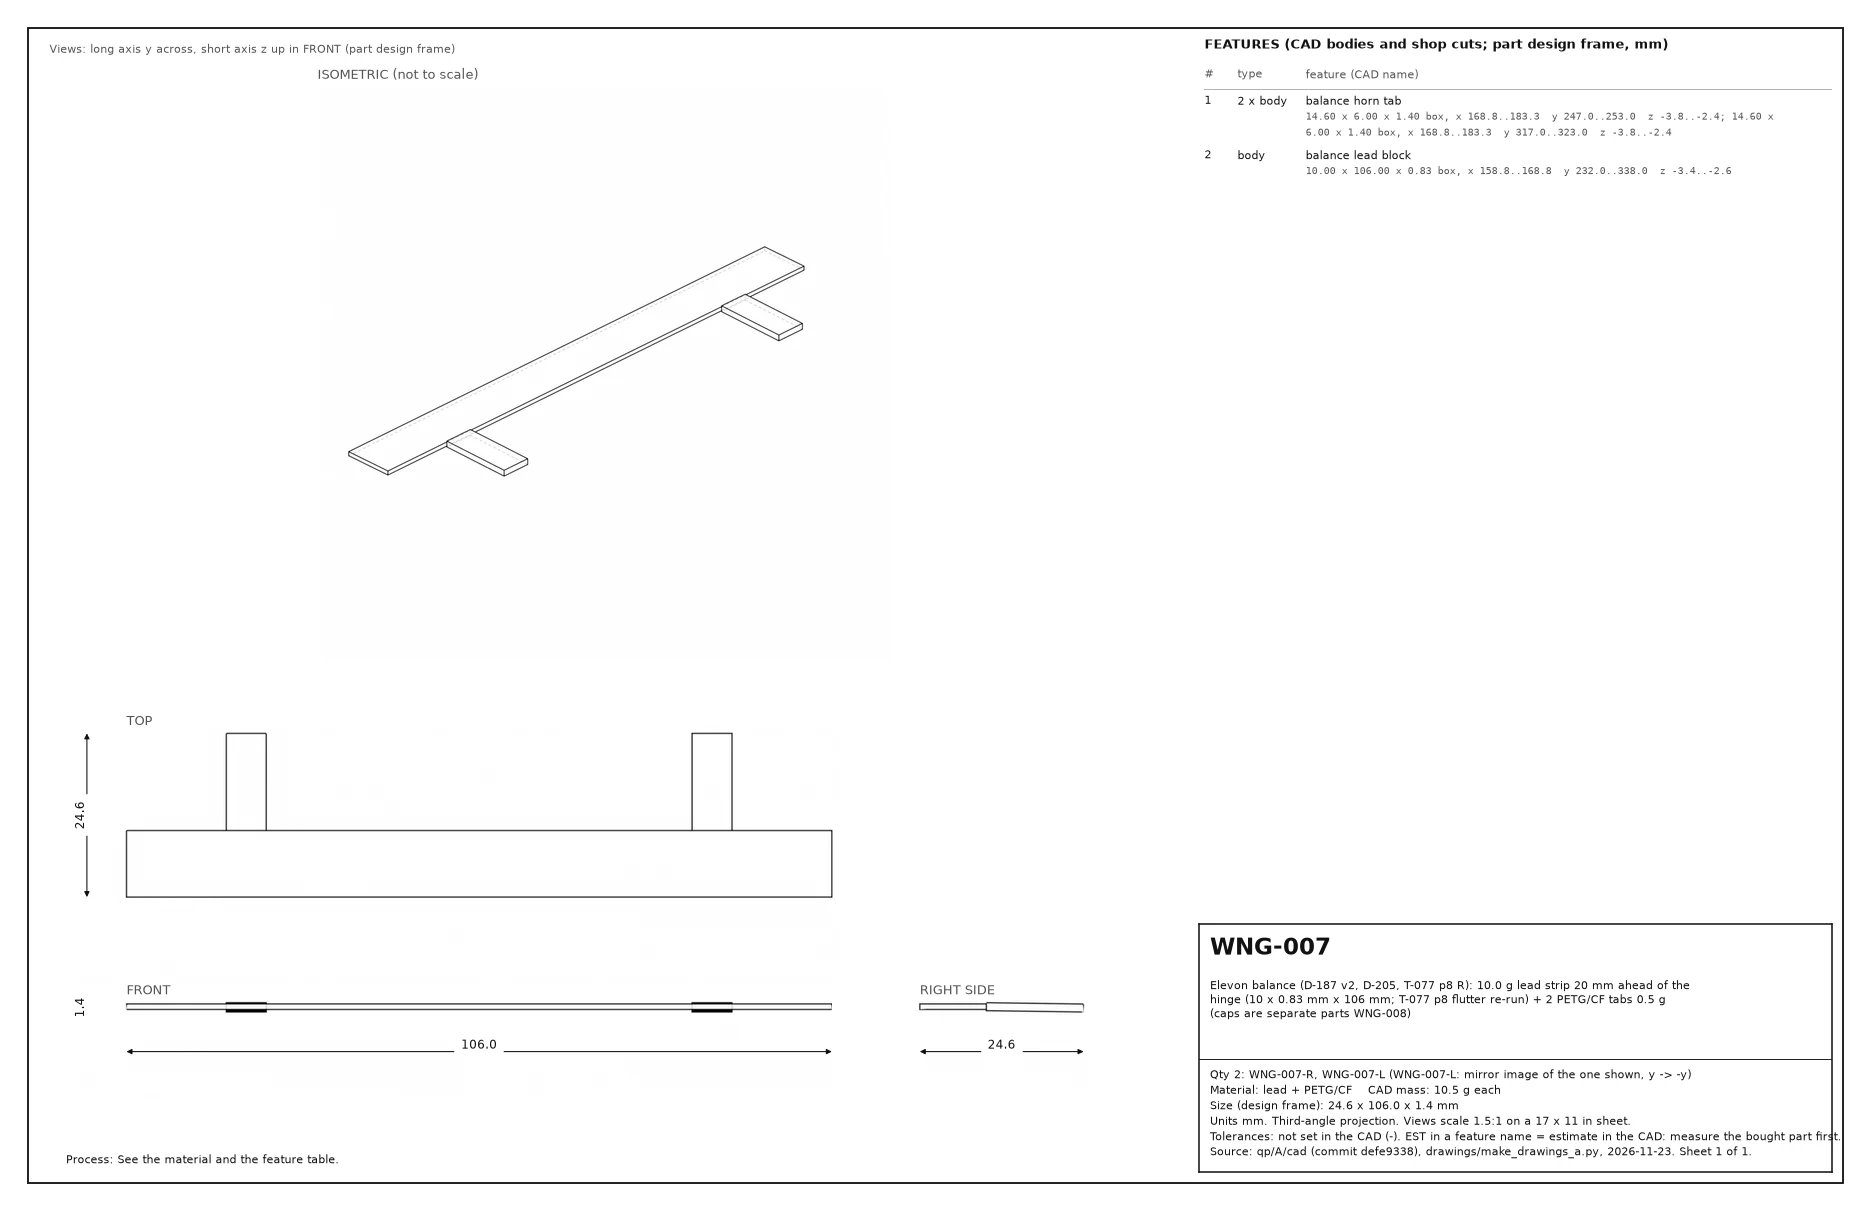 Views: long axis y across, short axis z up in FRONT (part design frame)
ISOMETRIC (not to scale)
FEATURES (CAD bodies and shop cuts; part design frame, mm)
# type feature (CAD name)
1 2 x body balance horn tab
14.60 x 6.00 x 1.40 box, x 168.8..183.3 y 247.0..253.0 z -3.8..-2.4; 14.60 x
6.00 x 1.40 box, x 168.8..183.3 y 317.0..323.0 z -3.8..-2.4
2 body balance lead block
10.00 x 106.00 x 0.83 box, x 158.8..168.8 y 232.0..338.0 z -3.4..-2.6
TOP
24.6
FRONT
1.4
106.0
RIGHT SIDE
24.6
Process: See the material and the feature table.
WNG-007
Elevon balance (D-187 v2, D-205, T-077 p8 R): 10.0 g lead strip 20 mm ahead of the
hinge (10 x 0.83 mm x 106 mm; T-077 p8 flutter re-run) + 2 PETG/CF tabs 0.5 g
(caps are separate parts WNG-008)
Qty 2: WNG-007-R, WNG-007-L (WNG-007-L: mirror image of the one shown, y -> -y)
Material: lead + PETG/CF CAD mass: 10.5 g each
Size (design frame): 24.6 x 106.0 x 1.4 mm
Units mm. Third-angle projection. Views scale 1.5:1 on a 17 x 11 in sheet.
Tolerances: not set in the CAD (-). EST in a feature name = estimate in the CAD: measure the bought part first.
Source: qp/A/cad (commit defe9338), drawings/make_drawings_a.py, 2026-11-23. Sheet 1 of 1.